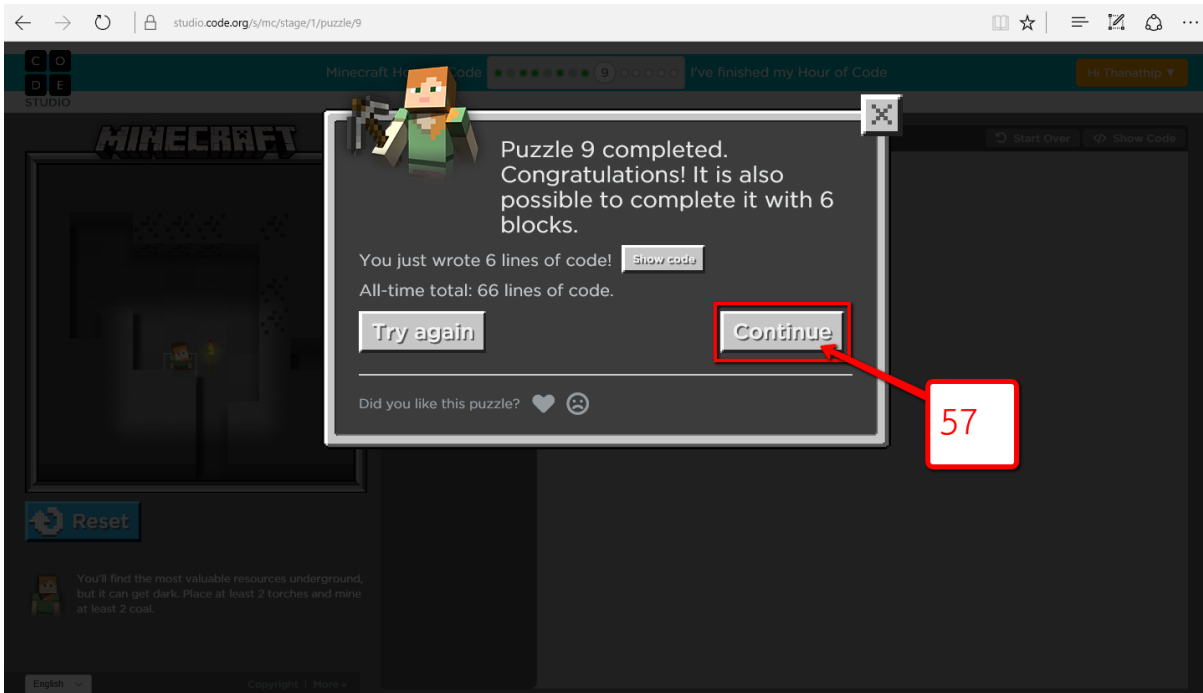 studio.code.org/s/mc/stage/1/puzzle/9
CO
DE
STUDIO
Minecraft Hour of Code
9
I've finished my Hour of Code
Hi Thanathip ▼
MINECRAFT
Start Over
</> Show Code
Puzzle 9 completed.
Congratulations! It is also
possible to complete it with 6
blocks.
You just wrote 6 lines of code!
Show code
All-time total: 66 lines of code.
Try again
Continue
Did you like this puzzle?
57
Reset
You'll find the most valuable resources underground,
but it can get dark. Place at least 2 torches and mine
at least 2 coal.
English
Copyright | More